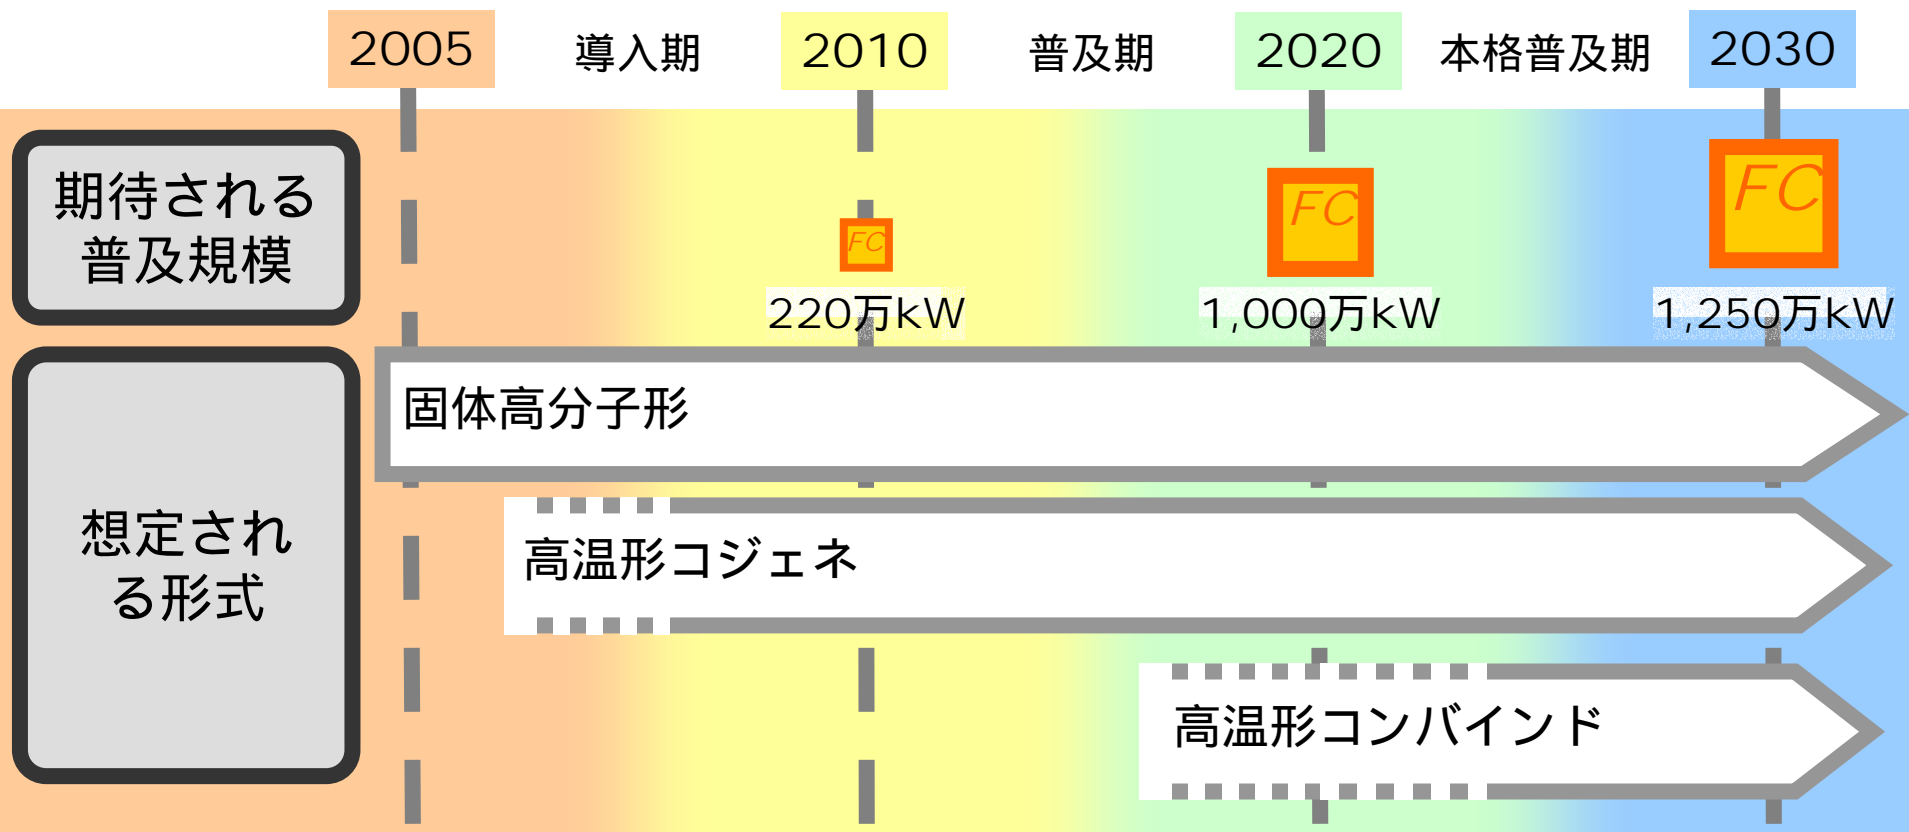 2005 導入期 2010 普及期 2020 本格普及期 2030
期待される
普及規模
FC
FC
FC
220万kW
1,000万kW
1,250万kW
想定され
る形式
固体高分子形
高温形コジェネ
高温形コンバインド